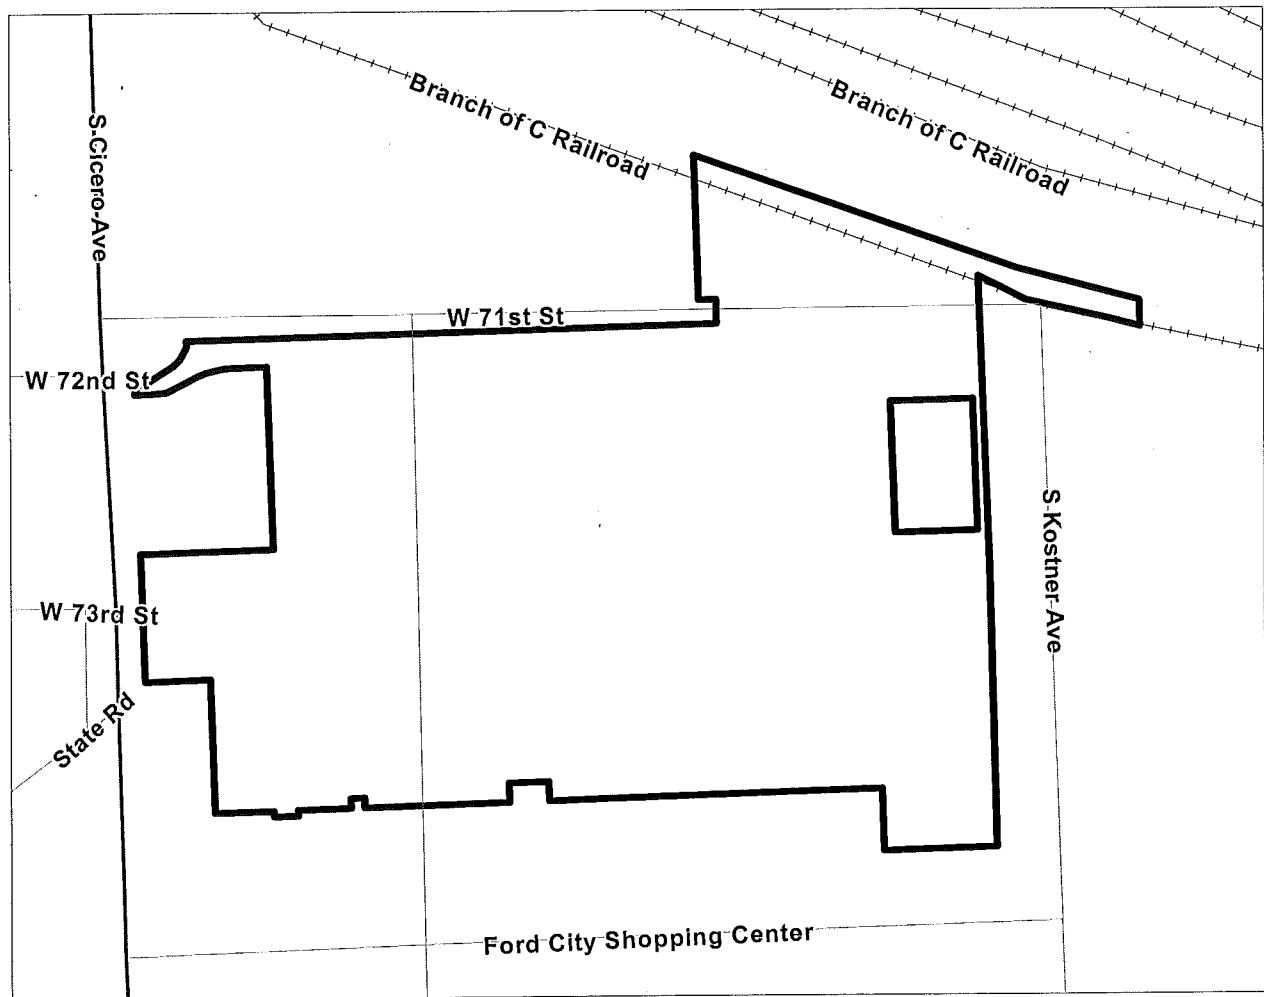 Branch of C Railroad
Branch of C Railroad
S Cicero Ave
W 71st St
W 72nd St
S Kostner Ave
W 73rd St
State Rd
Ford City Shopping Center